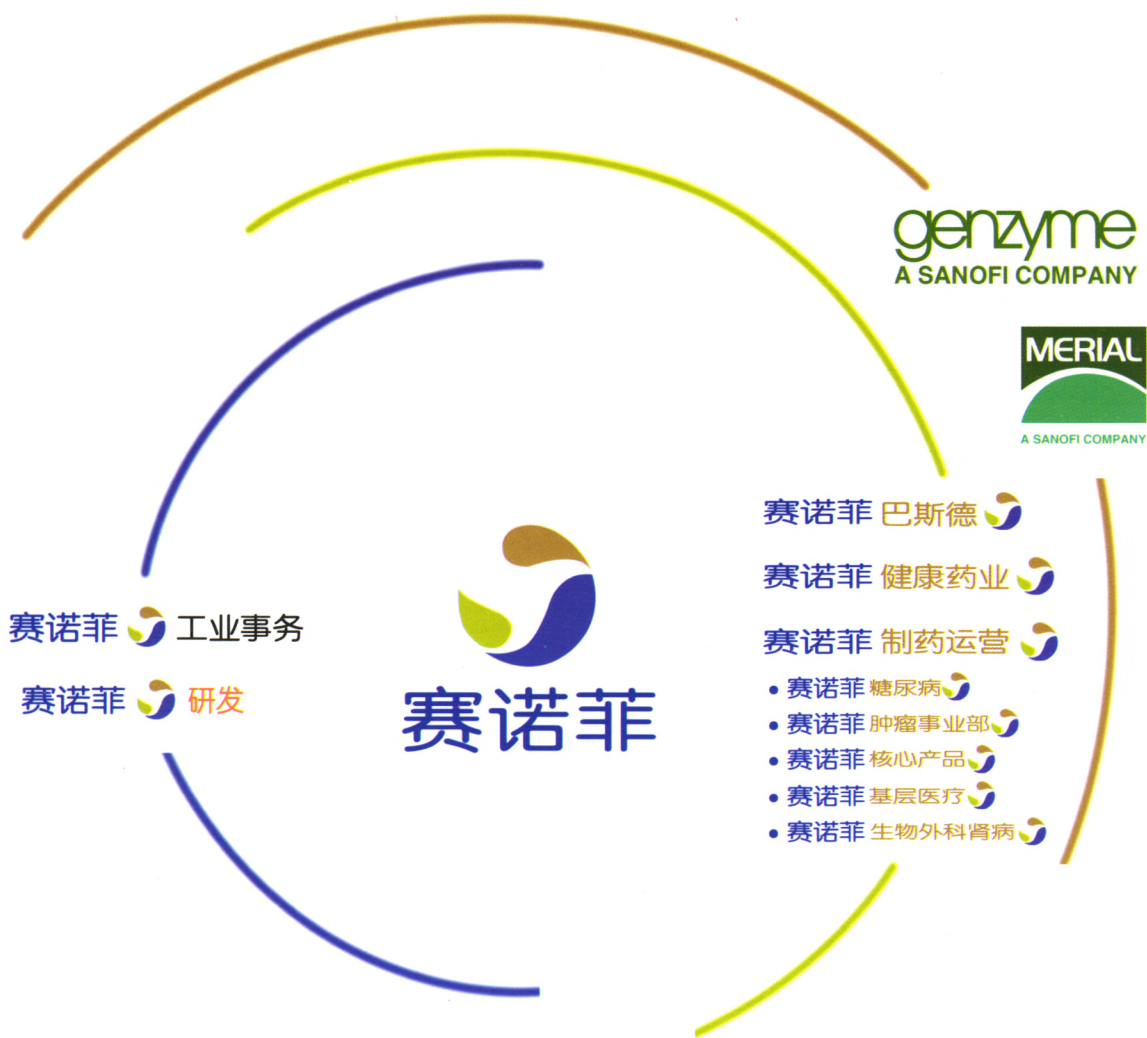 genzyme
A SANOFI COMPANY
MERIAL
A SANOFI COMPANY
赛诺菲 巴斯德
赛诺菲 健康药业
赛诺菲 制药运营
• 赛诺菲 糖尿病
• 赛诺菲 肿瘤事业部
• 赛诺菲 核心产品
• 赛诺菲 基层医疗
• 赛诺菲 生物外科肾病
赛诺菲 工业事务
赛诺菲 研发
赛诺菲